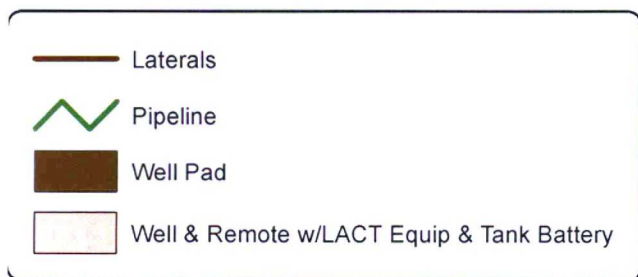 Laterals
Pipeline
Well Pad
Well & Remote w/LACT Equip & Tank Battery